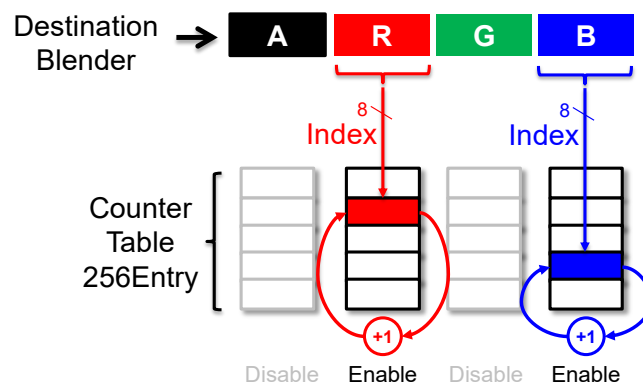 Destination
Blender
A R G B
8 8
Index Index
Counter
Table
256Entry
+1 +1
Disable Enable Disable Enable